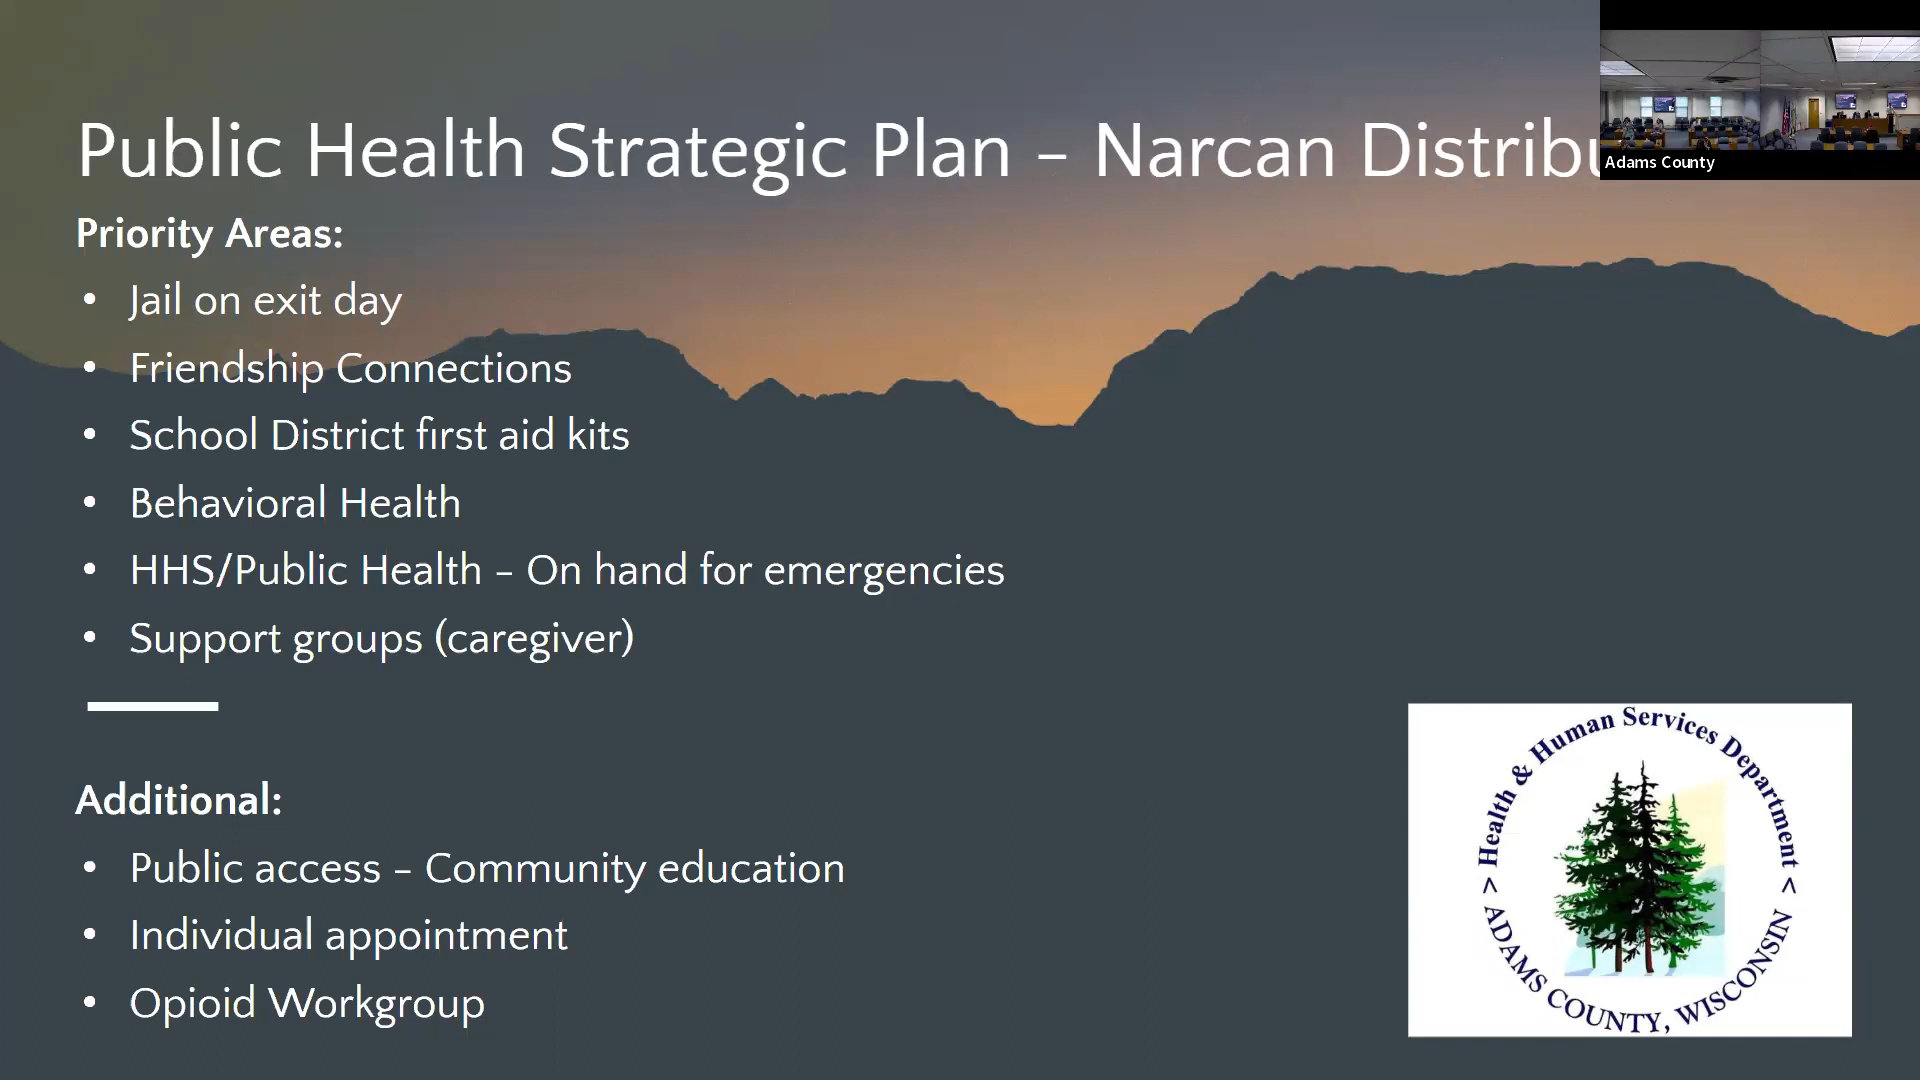 Public Health Strategic Plan – Narcan Distribu
Adams County
Priority Areas:
• Jail on exit day
• Friendship Connections
• School District first aid kits
• Behavioral Health
• HHS/Public Health – On hand for emergencies
• Support groups (caregiver)
Additional:
• Public access – Community education
• Individual appointment
• Opioid Workgroup
< Health & Human Services Department >
ADAMS COUNTY, WISCONSIN